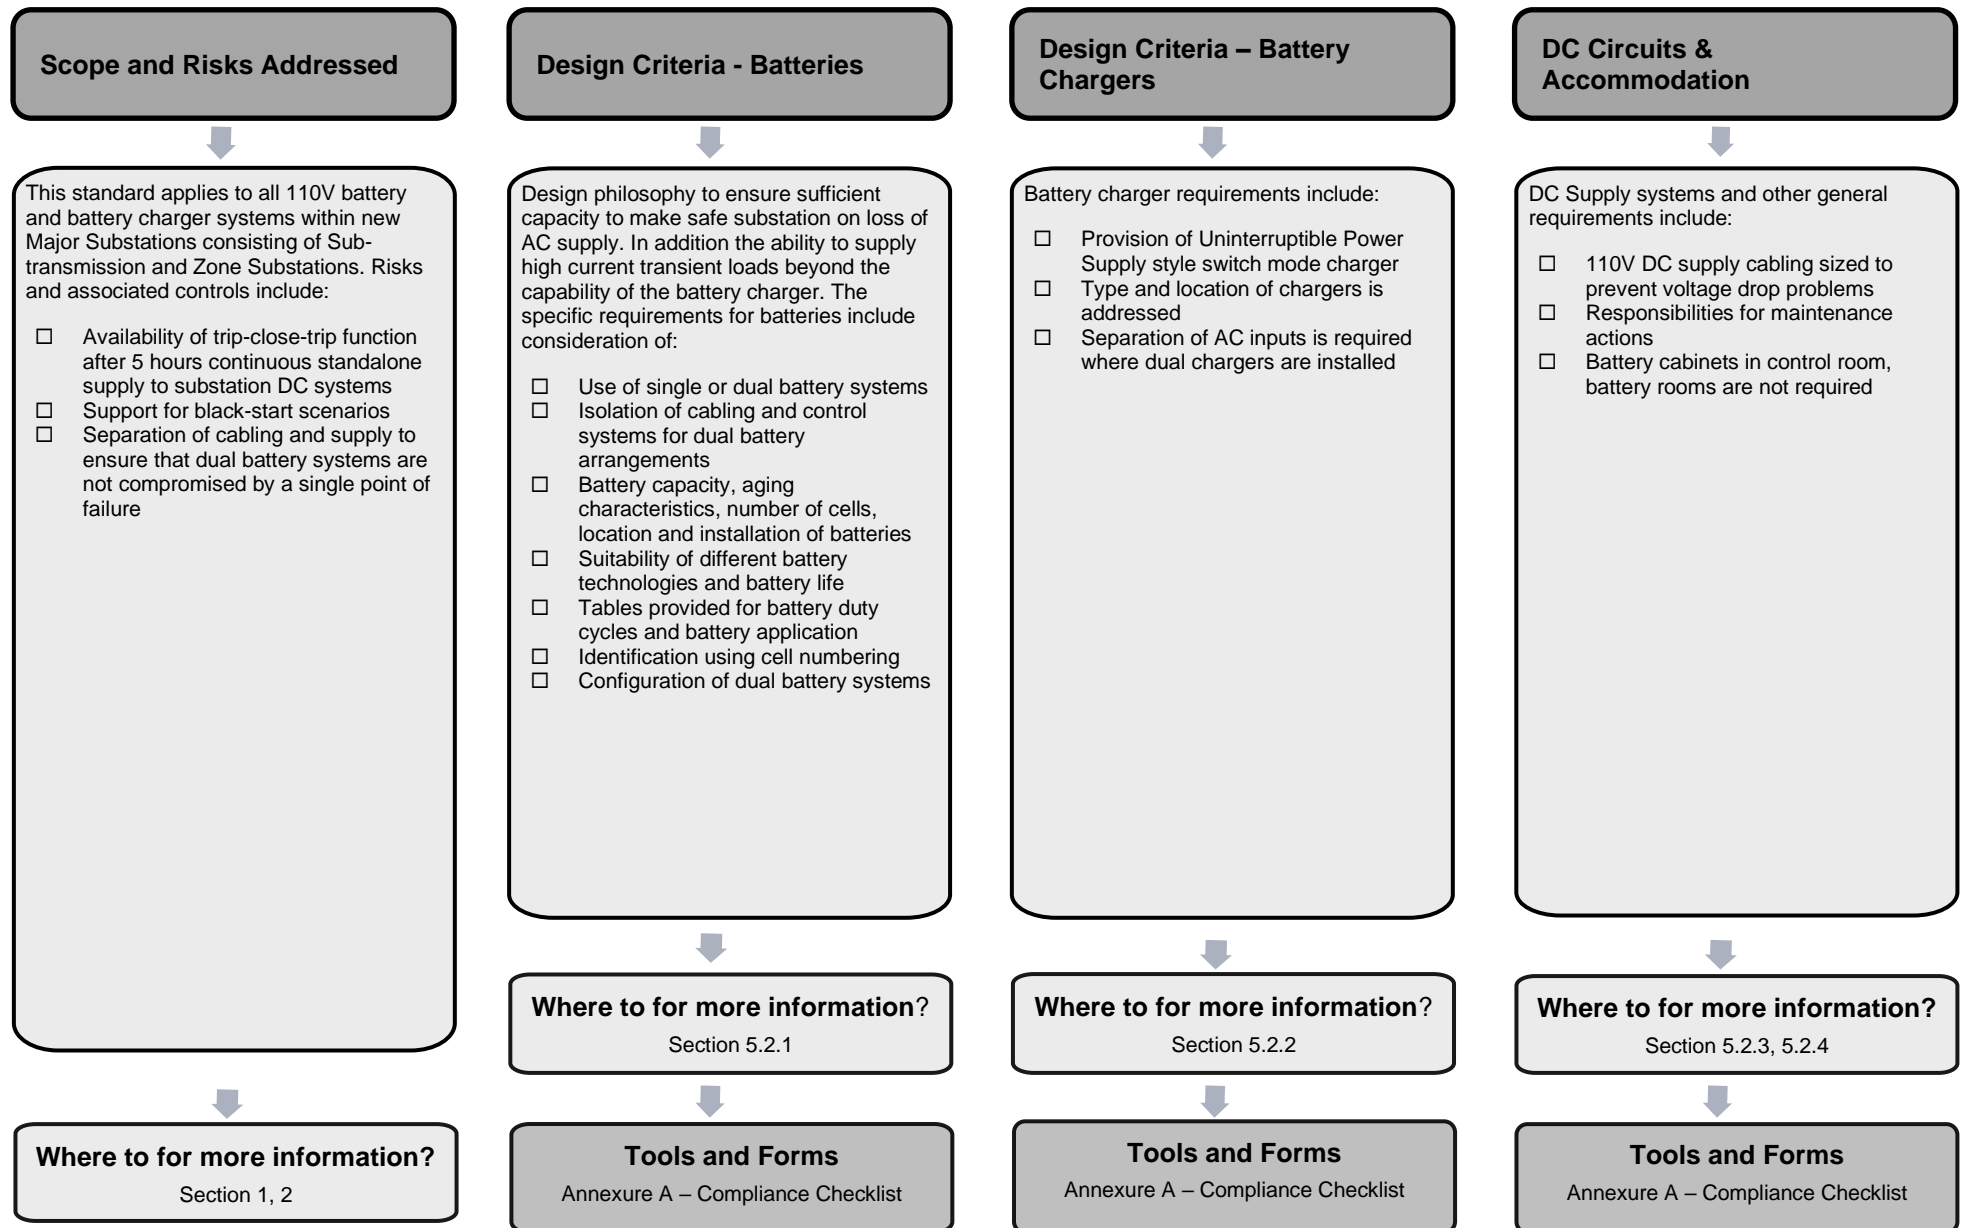 Scope and Risks Addressed
This standard applies to all 110V battery
and battery charger systems within new
Major Substations consisting of Sub-
transmission and Zone Substations. Risks
and associated controls include:
☐ Availability of trip-close-trip function
after 5 hours continuous standalone
supply to substation DC systems
☐ Support for black-start scenarios
☐ Separation of cabling and supply to
ensure that dual battery systems are
not compromised by a single point of
failure
Where to for more information?
Section 1, 2
Design Criteria - Batteries
Design philosophy to ensure sufficient
capacity to make safe substation on loss of
AC supply. In addition the ability to supply
high current transient loads beyond the
capability of the battery charger. The
specific requirements for batteries include
consideration of:
☐ Use of single or dual battery systems
☐ Isolation of cabling and control
systems for dual battery
arrangements
☐ Battery capacity, aging
characteristics, number of cells,
location and installation of batteries
☐ Suitability of different battery
technologies and battery life
☐ Tables provided for battery duty
cycles and battery application
☐ Identification using cell numbering
☐ Configuration of dual battery systems
Where to for more information?
Section 5.2.1
Tools and Forms
Annexure A – Compliance Checklist
Design Criteria – Battery
Chargers
Battery charger requirements include:
☐ Provision of Uninterruptible Power
Supply style switch mode charger
☐ Type and location of chargers is
addressed
☐ Separation of AC inputs is required
where dual chargers are installed
Where to for more information?
Section 5.2.2
Tools and Forms
Annexure A – Compliance Checklist
DC Circuits &
Accommodation
DC Supply systems and other general
requirements include:
☐ 110V DC supply cabling sized to
prevent voltage drop problems
☐ Responsibilities for maintenance
actions
☐ Battery cabinets in control room,
battery rooms are not required
Where to for more information?
Section 5.2.3, 5.2.4
Tools and Forms
Annexure A – Compliance Checklist